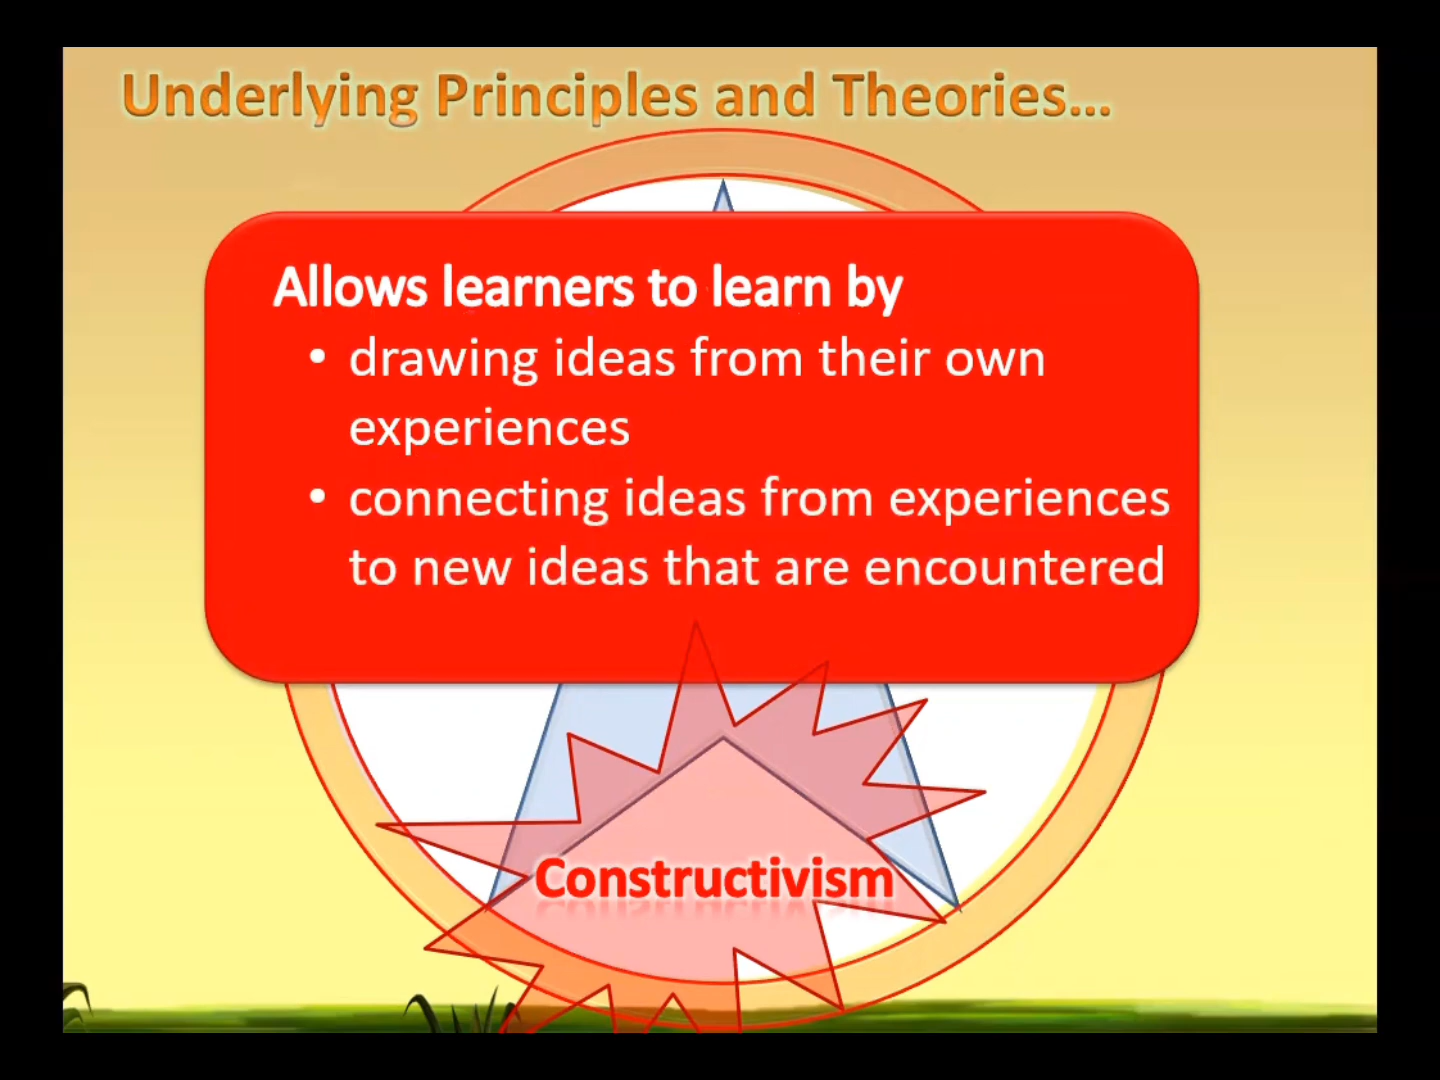 Underlying Principles and Theories...
Allows learners to learn by
• drawing ideas from their own
experiences
• connecting ideas from experiences
to new ideas that are encountered
Constructivism